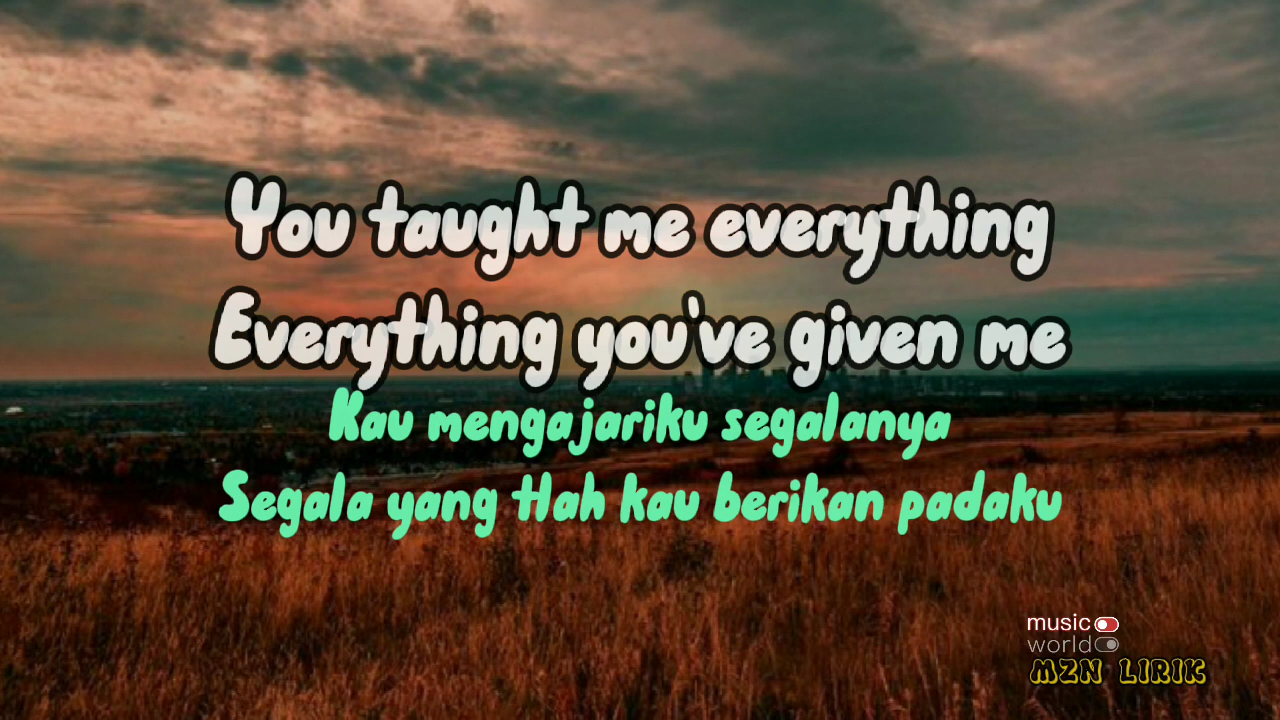 You taught me everything
Everything you've given me
Kau mengajariku segalanya
Segala yang tlah kau berikan padaku
music
world
MZN LIRIK